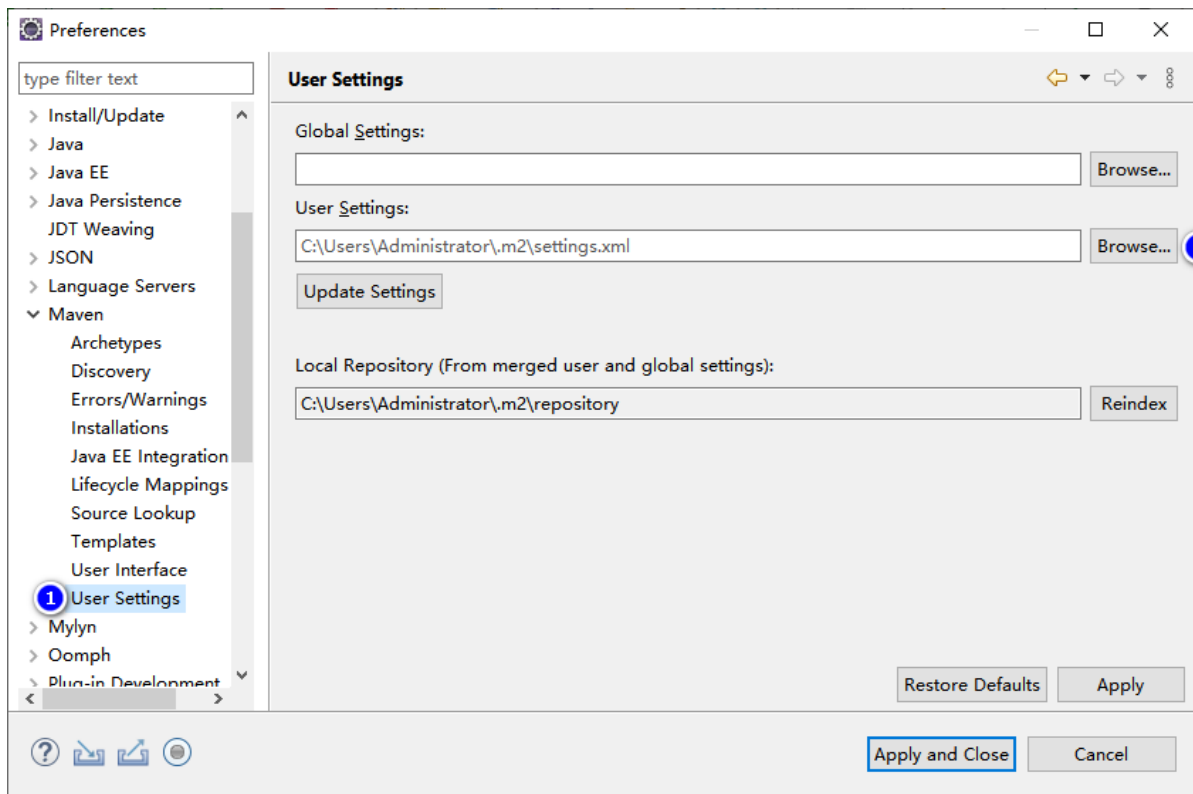 Preferences
type filter text
Install/Update
Java
Java EE
Java Persistence
JDT Weaving
JSON
Language Servers
Maven
Archetypes
Discovery
Errors/Warnings
Installations
Java EE Integration
Lifecycle Mappings
Source Lookup
Templates
User Interface
1 User Settings
Mylyn
Oomph
Plug-in Development
User Settings
Global Settings:
Browse...
User Settings:
C:\Users\Administrator\.m2\settings.xml Browse...
Update Settings
Local Repository (From merged user and global settings):
C:\Users\Administrator\.m2\repository Reindex
Restore Defaults Apply
? Apply and Close Cancel